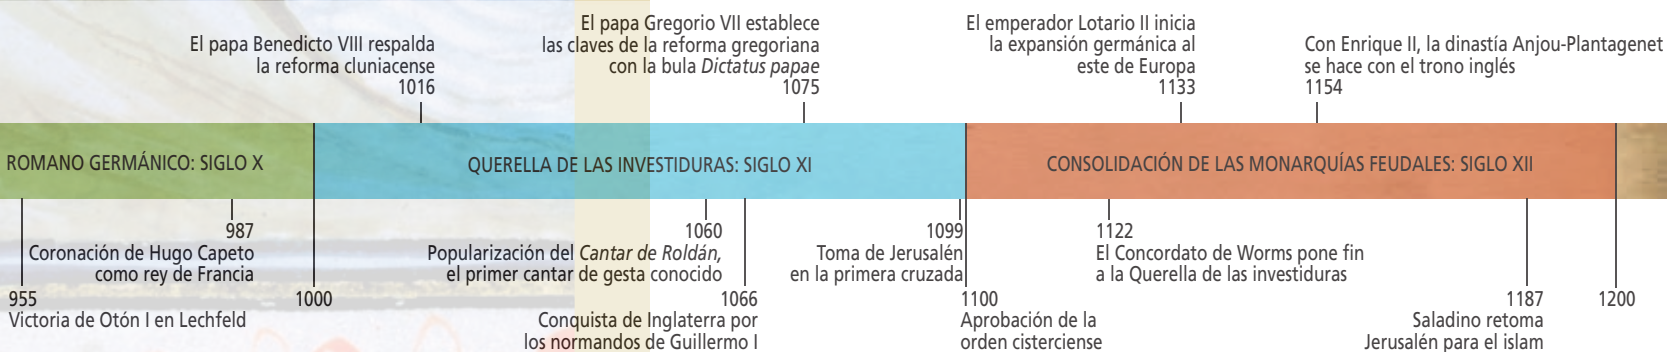 El papa Benedicto VIII respalda
la reforma cluniacense
1016
El papa Gregorio VII establece
las claves de la reforma gregoriana
con la bula Dictatus papae
1075
El emperador Lotario II inicia
la expansión germánica al
este de Europa
1133
Con Enrique II, la dinastía Anjou-Plantagenet
se hace con el trono inglés
1154
ROMANO GERMÁNICO: SIGLO X
QUERELLA DE LAS INVESTIDURAS: SIGLO XI
CONSOLIDACIÓN DE LAS MONARQUÍAS FEUDALES: SIGLO XII
955
Victoria de Otón I en Lechfeld
987
Coronación de Hugo Capeto
como rey de Francia
1000
1060
Popularización del Cantar de Roldán,
el primer cantar de gesta conocido
1066
Conquista de Inglaterra por
los normandos de Guillermo I
1099
Toma de Jerusalén
en la primera cruzada
1100
Aprobación de la
orden cisterciense
1122
El Concordato de Worms pone fin
a la Querella de las investiduras
1187
Saladino retoma
Jerusalén para el islam
1200